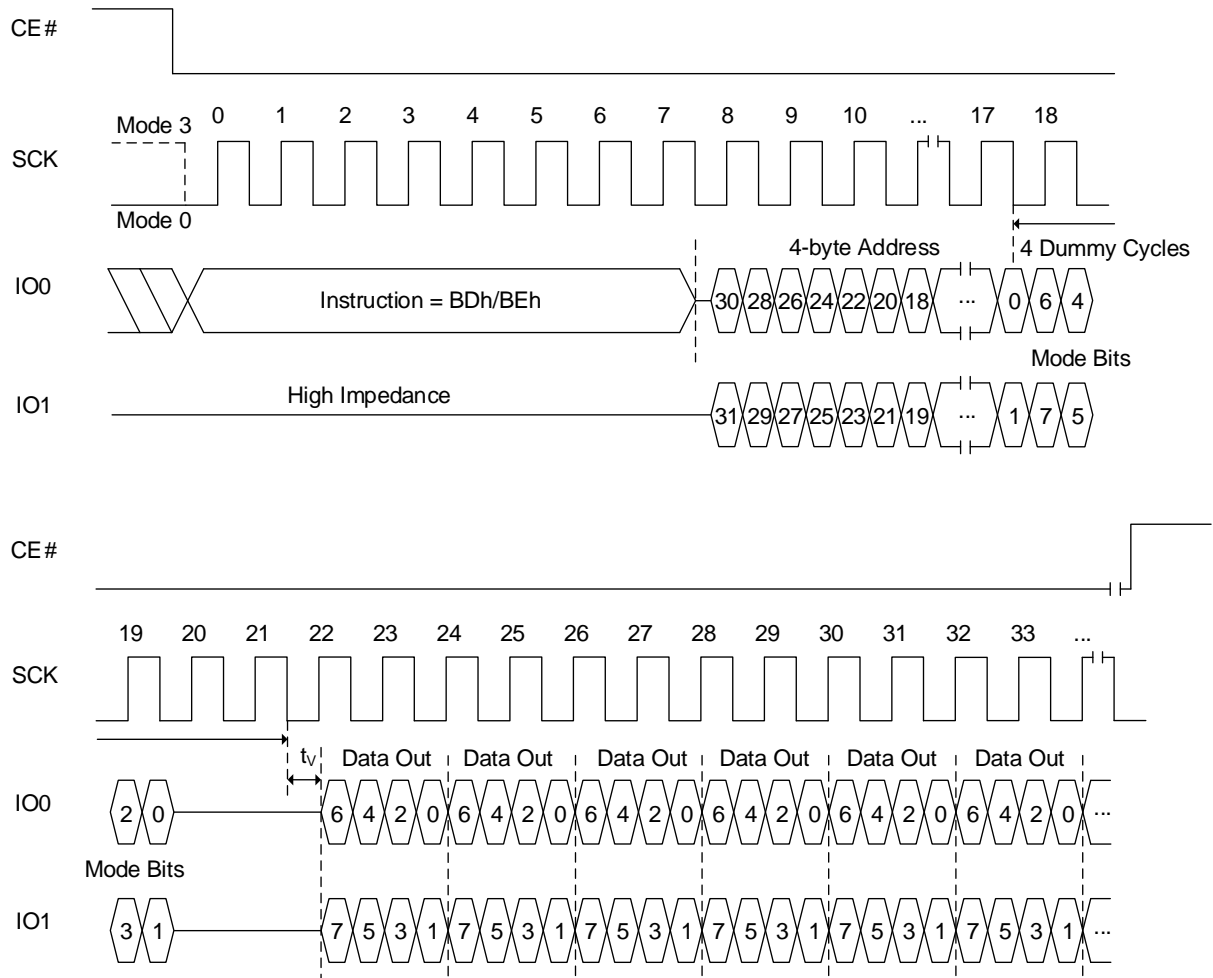 CE#
0 1 2 3 4 5 6 7 8 9 10 ... 17 18
Mode 3
SCK
Mode 0
4-byte Address 4 Dummy Cycles
IO0 Instruction = BDh/BEh 30 28 26 24 22 20 18 ... 0 6 4
Mode Bits
IO1 High Impedance 31 29 27 25 23 21 19 ... 1 7 5
CE#
19 20 21 22 23 24 25 26 27 28 29 30 31 32 33 ...
SCK
tV Data Out Data Out Data Out Data Out Data Out Data Out
IO0 2 0 6 4 2 0 6 4 2 0 6 4 2 0 6 4 2 0 6 4 2 0 6 4 2 0 ...
Mode Bits
IO1 3 1 7 5 3 1 7 5 3 1 7 5 3 1 7 5 3 1 7 5 3 1 7 5 3 1 ...